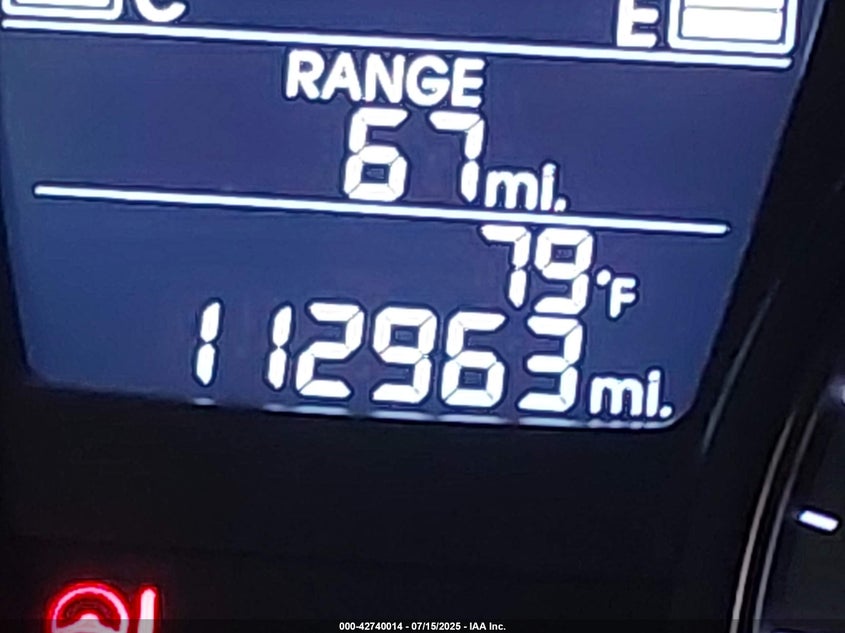 C E
RANGE
67 mi.
79°F
112963 mi.
000-42740014 - 07/15/2025 - IAA Inc.